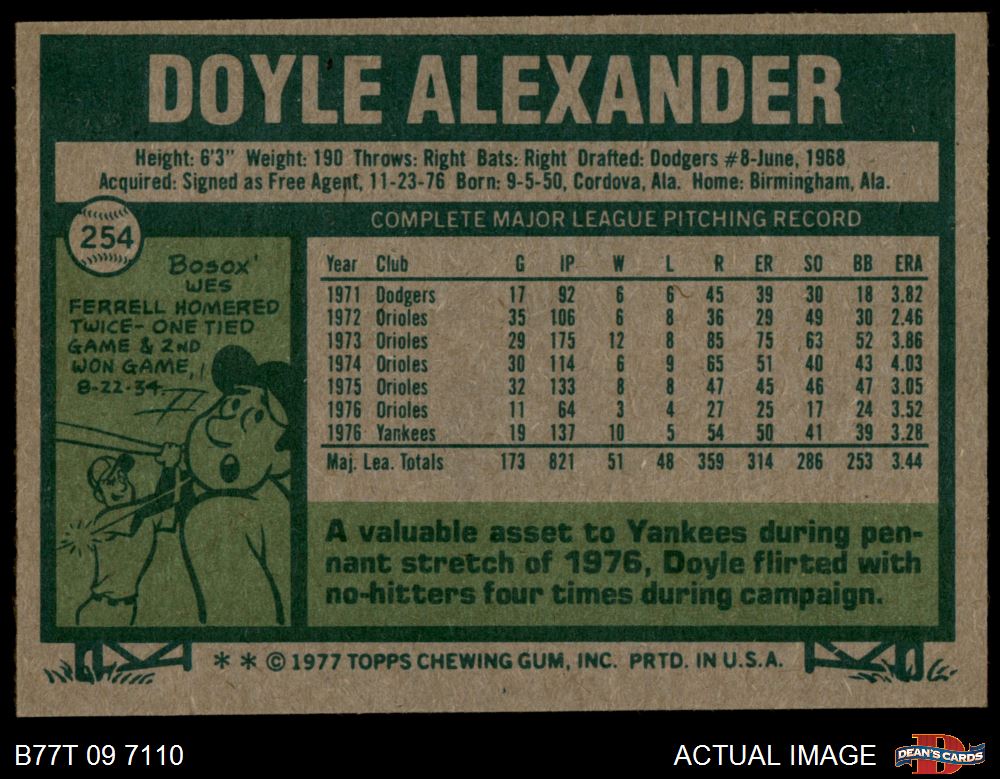 DOYLE ALEXANDER
Height: 6'3" Weight: 190 Throws: Right Bats: Right Drafted: Dodgers #8-June, 1968
Acquired: Signed as Free Agent, 11-23-76 Born: 9-5-50, Cordova, Ala. Home: Birmingham, Ala.
COMPLETE MAJOR LEAGUE PITCHING RECORD
254
BOSOX'
WES
FERRELL HOMERED
TWICE- ONE TIED
GAME & 2ND
WON GAME,
8-22-34.
Year Club G IP W L R ER SO BB ERA
1971 Dodgers 17 92 6 6 45 39 30 18 3.82
1972 Orioles 35 106 6 8 36 29 49 30 2.46
1973 Orioles 29 175 12 8 85 75 63 52 3.86
1974 Orioles 30 114 6 9 65 51 40 43 4.03
1975 Orioles 32 133 8 8 47 45 46 47 3.05
1976 Orioles 11 64 3 4 27 25 17 24 3.52
1976 Yankees 19 137 10 5 54 50 41 39 3.28
Maj. Lea. Totals 173 821 51 48 359 314 286 253 3.44
A valuable asset to Yankees during pen-
nant stretch of 1976, Doyle flirted with
no-hitters four times during campaign.
* * © 1977 TOPPS CHEWING GUM, INC. PRTD. IN U.S.A.
B77T 09 7110
ACTUAL IMAGE
DEAN'S CARDS